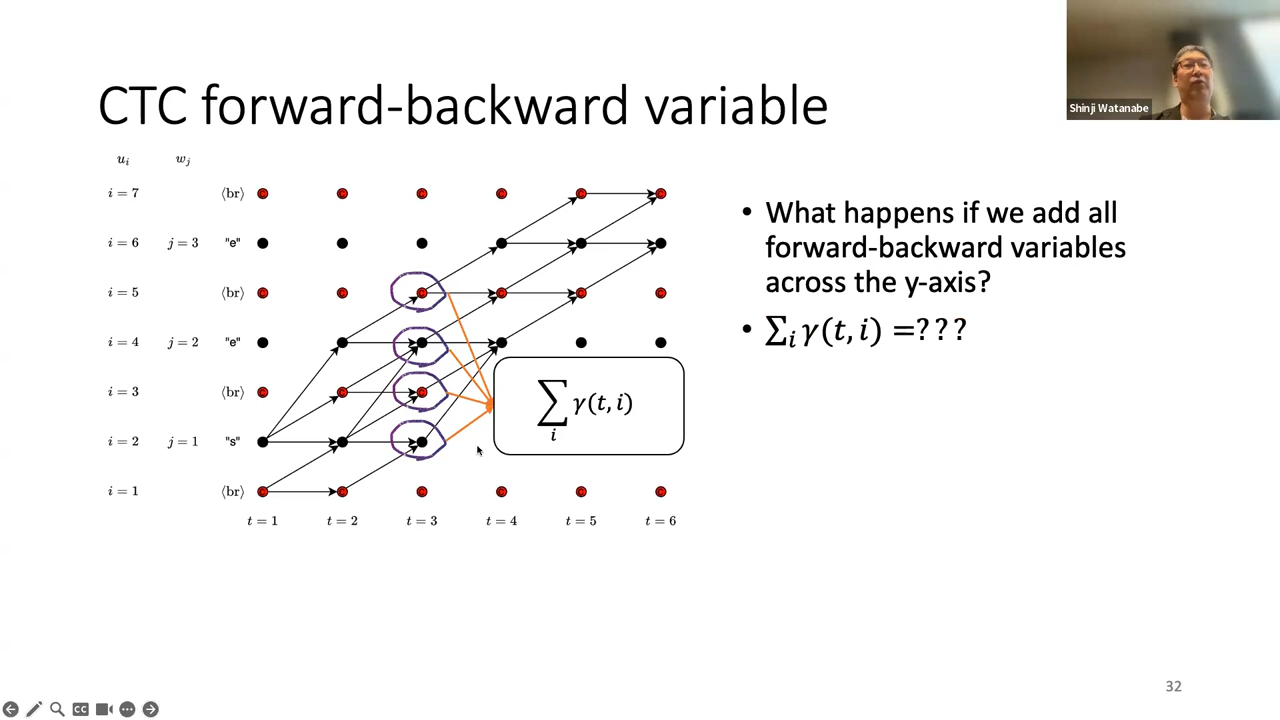 Shinji Watanabe
CTC forward-backward variable
u_i w_j
i = 7 ⟨br⟩
i = 6 j = 3 "e"
i = 5 ⟨br⟩
i = 4 j = 2 "e"
i = 3 ⟨br⟩
i = 2 j = 1 "s"
i = 1 ⟨br⟩
t = 1 t = 2 t = 3 t = 4 t = 5 t = 6
∑_i γ(t, i)
• What happens if we add all
forward-backward variables
across the y-axis?
• ∑_i γ(t, i) =???
32
CC